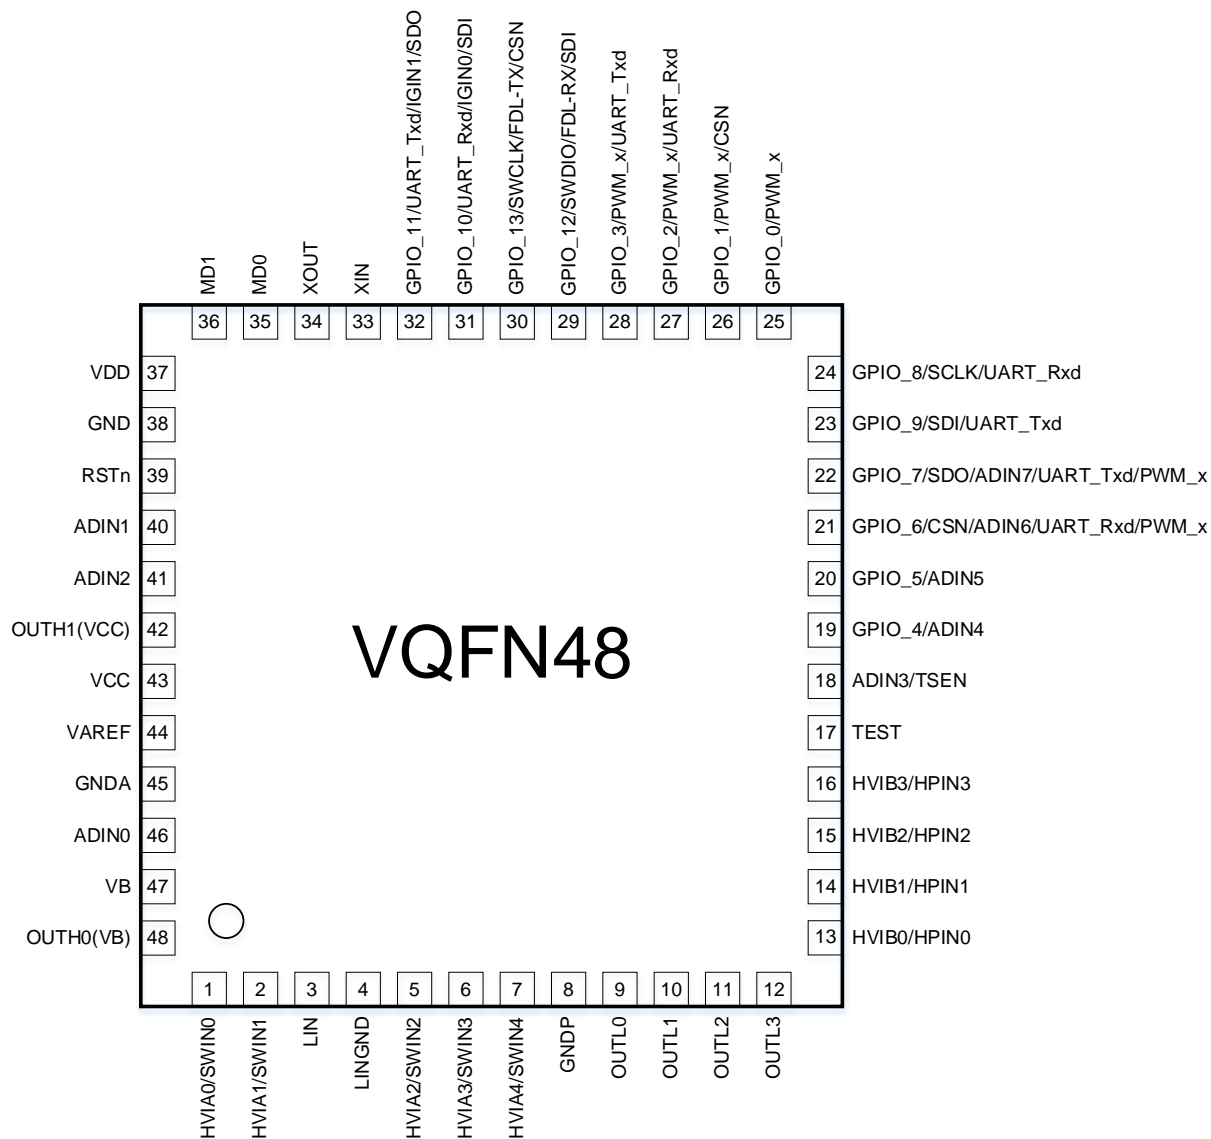 MD1
MD0
XOUT
XIN
GPIO_11/UART_Txd/IGIN1/SDO
GPIO_10/UART_Rxd/IGIN0/SDI
GPIO_13/SWCLK/FDL-TX/CSN
GPIO_12/SWDIO/FDL-RX/SDI
GPIO_3/PWM_x/UART_Txd
GPIO_2/PWM_x/UART_Rxd
GPIO_1/PWM_x/CSN
GPIO_0/PWM_x
36 35 34 33 32 31 30 29 28 27 26 25
VDD 37
GND 38
RSTn 39
ADIN1 40
ADIN2 41
OUTH1(VCC) 42
VCC 43
VAREF 44
GNDA 45
ADIN0 46
VB 47
OUTH0(VB) 48
VQFN48
24 GPIO_8/SCLK/UART_Rxd
23 GPIO_9/SDI/UART_Txd
22 GPIO_7/SDO/ADIN7/UART_Txd/PWM_x
21 GPIO_6/CSN/ADIN6/UART_Rxd/PWM_x
20 GPIO_5/ADIN5
19 GPIO_4/ADIN4
18 ADIN3/TSEN
17 TEST
16 HVIB3/HPIN3
15 HVIB2/HPIN2
14 HVIB1/HPIN1
13 HVIB0/HPIN0
1 2 3 4 5 6 7 8 9 10 11 12
HVIA0/SWIN0
HVIA1/SWIN1
LIN
LINGND
HVIA2/SWIN2
HVIA3/SWIN3
HVIA4/SWIN4
GNDP
OUTL0
OUTL1
OUTL2
OUTL3